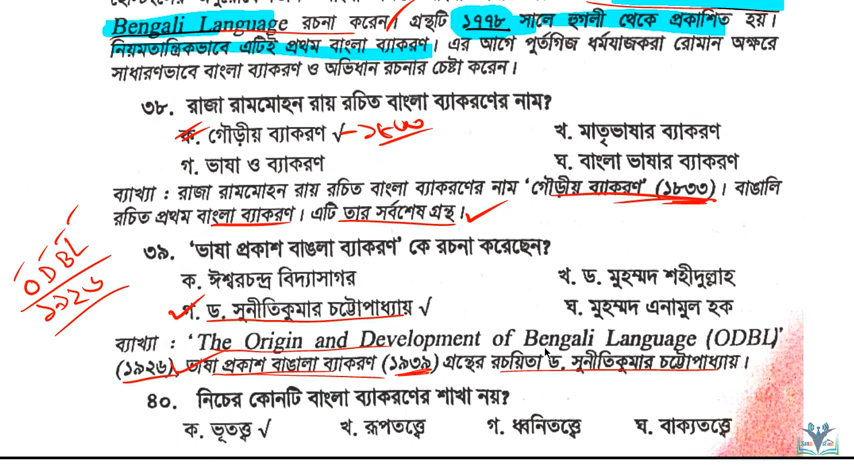 Bengali Language রচনা করেন। গ্রন্থটি ১৭৭৮ সালে হুগলী থেকে প্রকাশিত হয়।
নিয়মতান্ত্রিকভাবে এটিই প্রথম বাংলা ব্যাকরণ। এর আগে পূর্তগিজ ধর্মযাজকরা রোমান অক্ষরে
সাধারণভাবে বাংলা ব্যাকরণ ও অভিধান রচনার চেষ্টা করেন।
৩৮. রাজা রামমোহন রায় রচিত বাংলা ব্যাকরণের নাম?
ক. গৌড়ীয় ব্যাকরণ √ –১৮৩৩ খ. মাতৃভাষার ব্যাকরণ
গ. ভাষা ও ব্যাকরণ ঘ. বাংলা ভাষার ব্যাকরণ
ব্যাখ্যা : রাজা রামমোহন রায় রচিত বাংলা ব্যাকরণের নাম ‘গৌড়ীয় ব্যাকরণ’ (১৮৩৩)। বাঙালি
রচিত প্রথম বাংলা ব্যাকরণ। এটি তার সর্বশেষ গ্রন্থ।
৩৯. ‘ভাষা প্রকাশ বাঙলা ব্যাকরণ’ কে রচনা করেছেন?
ODBL
১৯২৬
ক. ঈশ্বরচন্দ্র বিদ্যাসাগর খ. ড. মুহম্মদ শহীদুল্লাহ
গ. ড. সুনীতিকুমার চট্টোপাধ্যায় √ ঘ. মুহম্মদ এনামুল হক
ব্যাখ্যা : ‘The Origin and Development of Bengali Language (ODBL)’
(১৯২৬), ভাষা প্রকাশ বাঙালা ব্যাকরণ (১৯৩৯) গ্রন্থের রচয়িতা ড. সুনীতিকুমার চট্টোপাধ্যায়।
৪০. নিচের কোনটি বাংলা ব্যাকরণের শাখা নয়?
ক. ভূতত্ত্ব √ খ. রূপতত্ত্বে গ. ধ্বনিতত্ত্বে ঘ. বাক্যতত্ত্বে